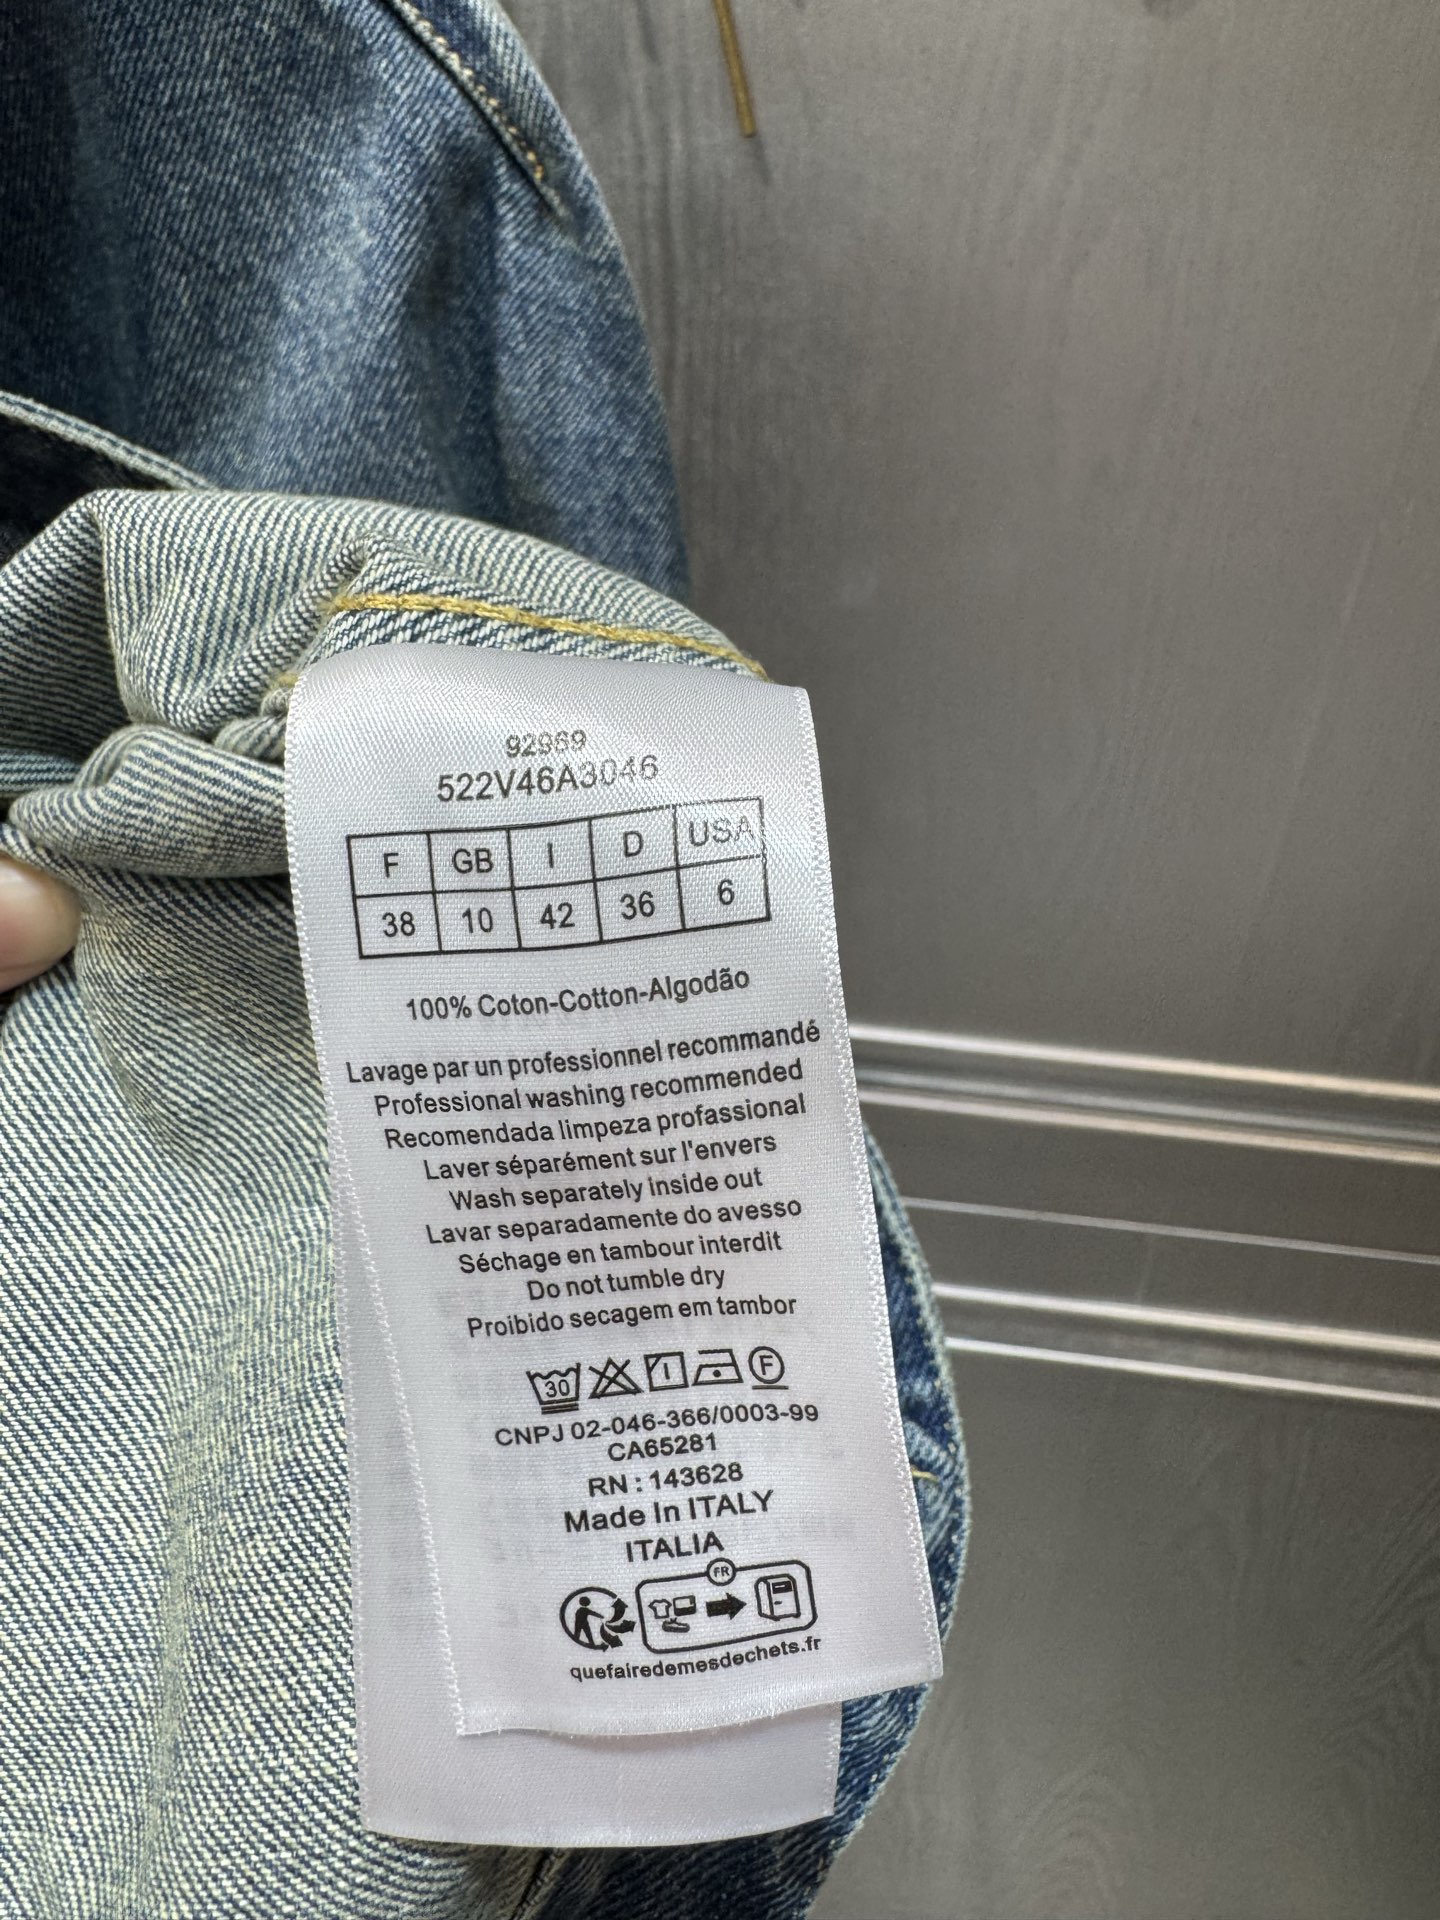 92969
522V46A3046
F GB I D USA
38 10 42 36 6
100% Coton-Cotton-Algodão
Lavage par un professionnel recommandé
Professional washing recommended
Recomendada limpeza profassional
Laver séparément sur l'envers
Wash separately inside out
Lavar separadamente do avesso
Séchage en tambour interdit
Do not tumble dry
Proibido secagem em tambor
30 F
CNPJ 02-046-366/0003-99
CA65281
RN : 143628
Made In ITALY
ITALIA
FR
quefairedemesdechets.fr